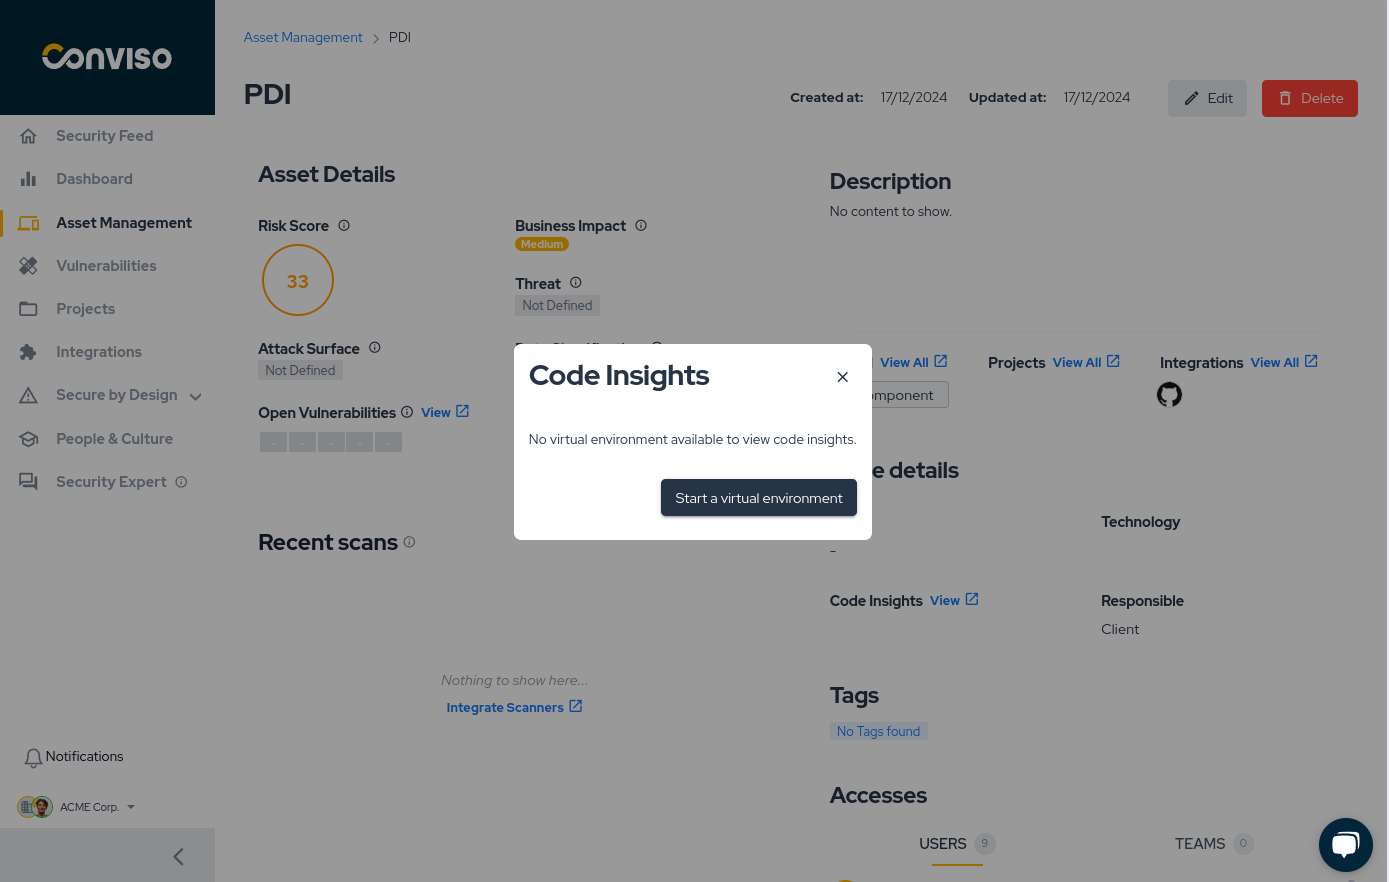 Conviso
Security Feed
Dashboard
Asset Management
Vulnerabilities
Projects
Integrations
Secure by Design
People & Culture
Security Expert
Notifications
ACME Corp.
Asset Management > PDI
PDI
Created at: 17/12/2024 Updated at: 17/12/2024
Edit
Delete
Asset Details
Risk Score
33
Business Impact
Medium
Threat
Not Defined
Attack Surface
Not Defined
Open Vulnerabilities View
- - - - -
Recent scans
Nothing to show here...
Integrate Scanners
Code Insights
No virtual environment available to view code insights.
Start a virtual environment
Description
No content to show.
View All
Projects View All
Integrations View All
details
Technology
-
Code Insights View
Responsible
Client
Tags
No Tags found
Accesses
USERS 9
TEAMS 0